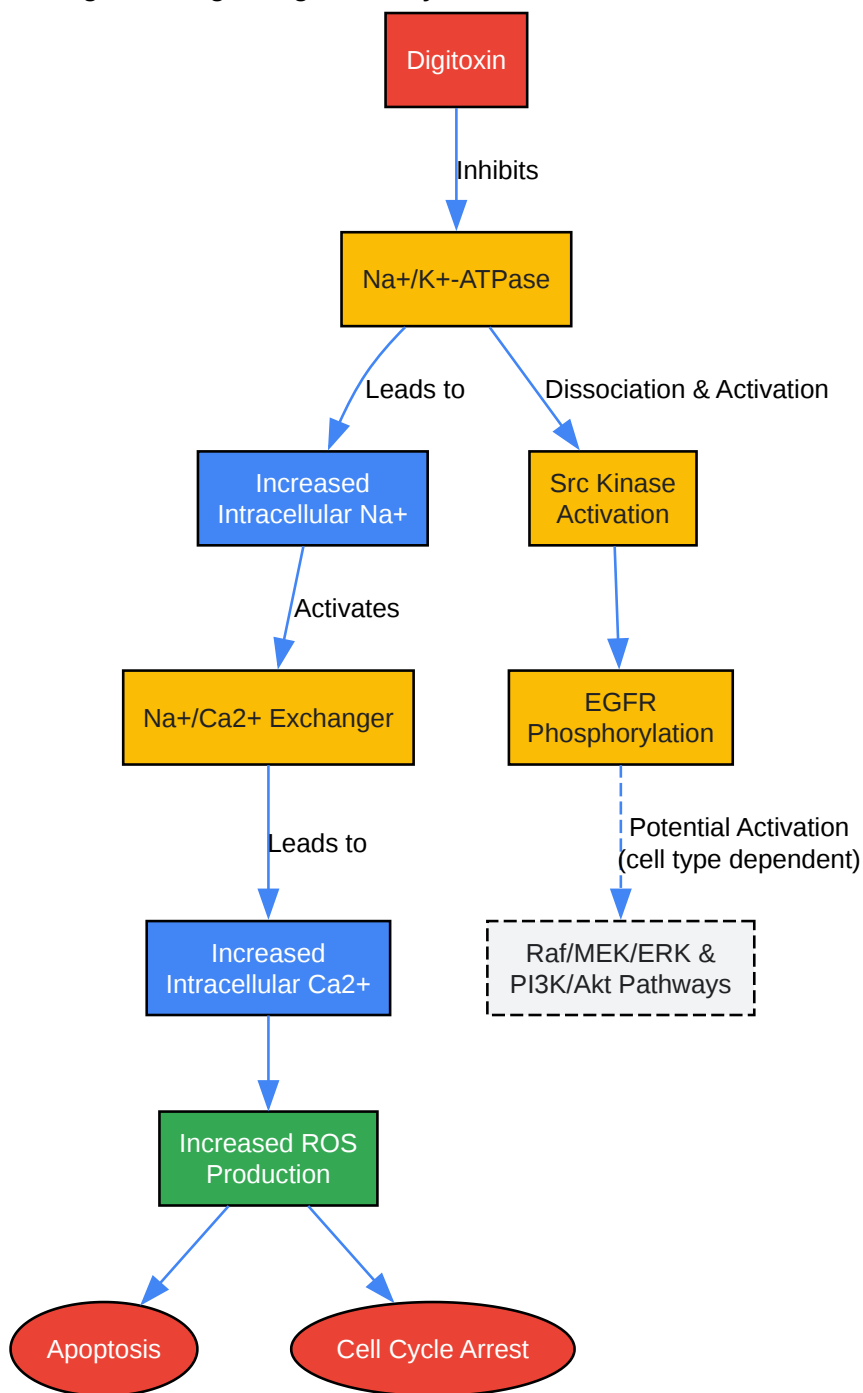 Digitoxin
Inhibits
Na+/K+-ATPase
Leads to
Dissociation & Activation
Increased
Intracellular Na+
Src Kinase
Activation
Activates
Na+/Ca2+ Exchanger
EGFR
Phosphorylation
Leads to
Potential Activation
(cell type dependent)
Increased
Intracellular Ca2+
Raf/MEK/ERK &
PI3K/Akt Pathways
Increased ROS
Production
Apoptosis
Cell Cycle Arrest